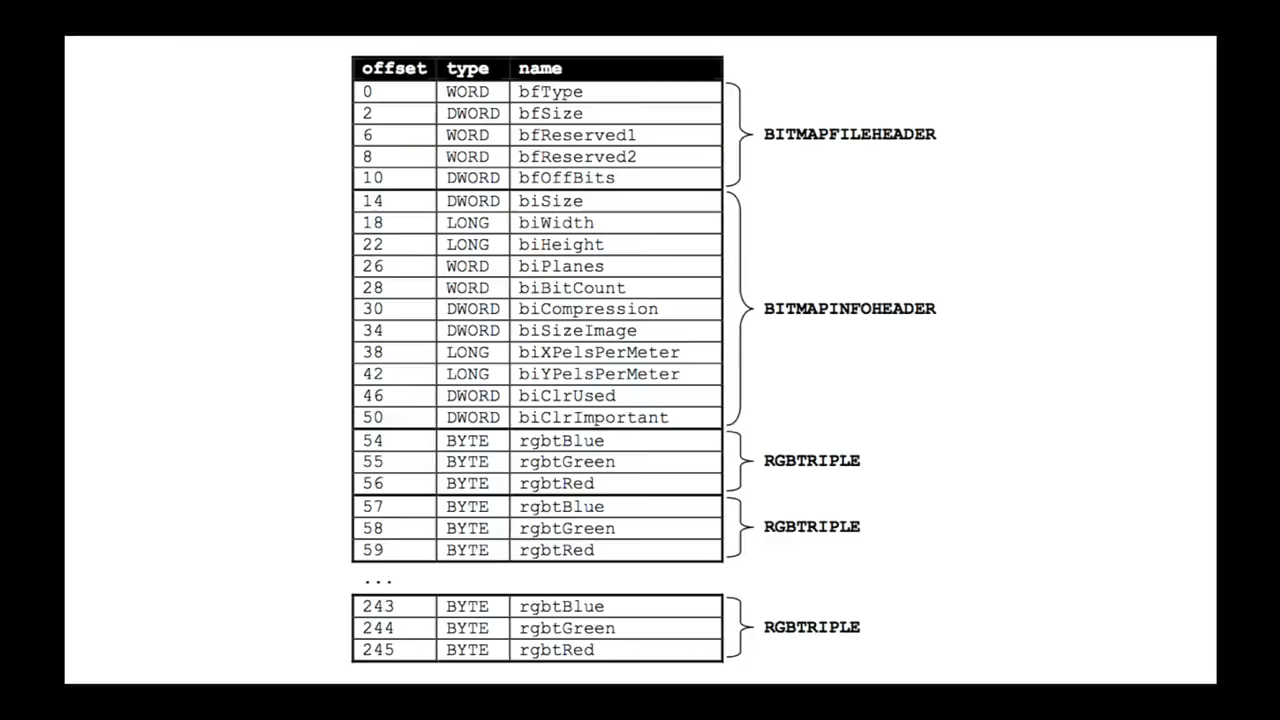 offset type name
0 WORD bfType
2 DWORD bfSize
6 WORD bfReserved1
8 WORD bfReserved2
10 DWORD bfOffBits
BITMAPFILEHEADER
14 DWORD biSize
18 LONG biWidth
22 LONG biHeight
26 WORD biPlanes
28 WORD biBitCount
30 DWORD biCompression
34 DWORD biSizeImage
38 LONG biXPelsPerMeter
42 LONG biYPelsPerMeter
46 DWORD biClrUsed
50 DWORD biClrImportant
BITMAPINFOHEADER
54 BYTE rgbtBlue
55 BYTE rgbtGreen
56 BYTE rgbtRed
RGBTRIPLE
57 BYTE rgbtBlue
58 BYTE rgbtGreen
59 BYTE rgbtRed
RGBTRIPLE
...
243 BYTE rgbtBlue
244 BYTE rgbtGreen
245 BYTE rgbtRed
RGBTRIPLE